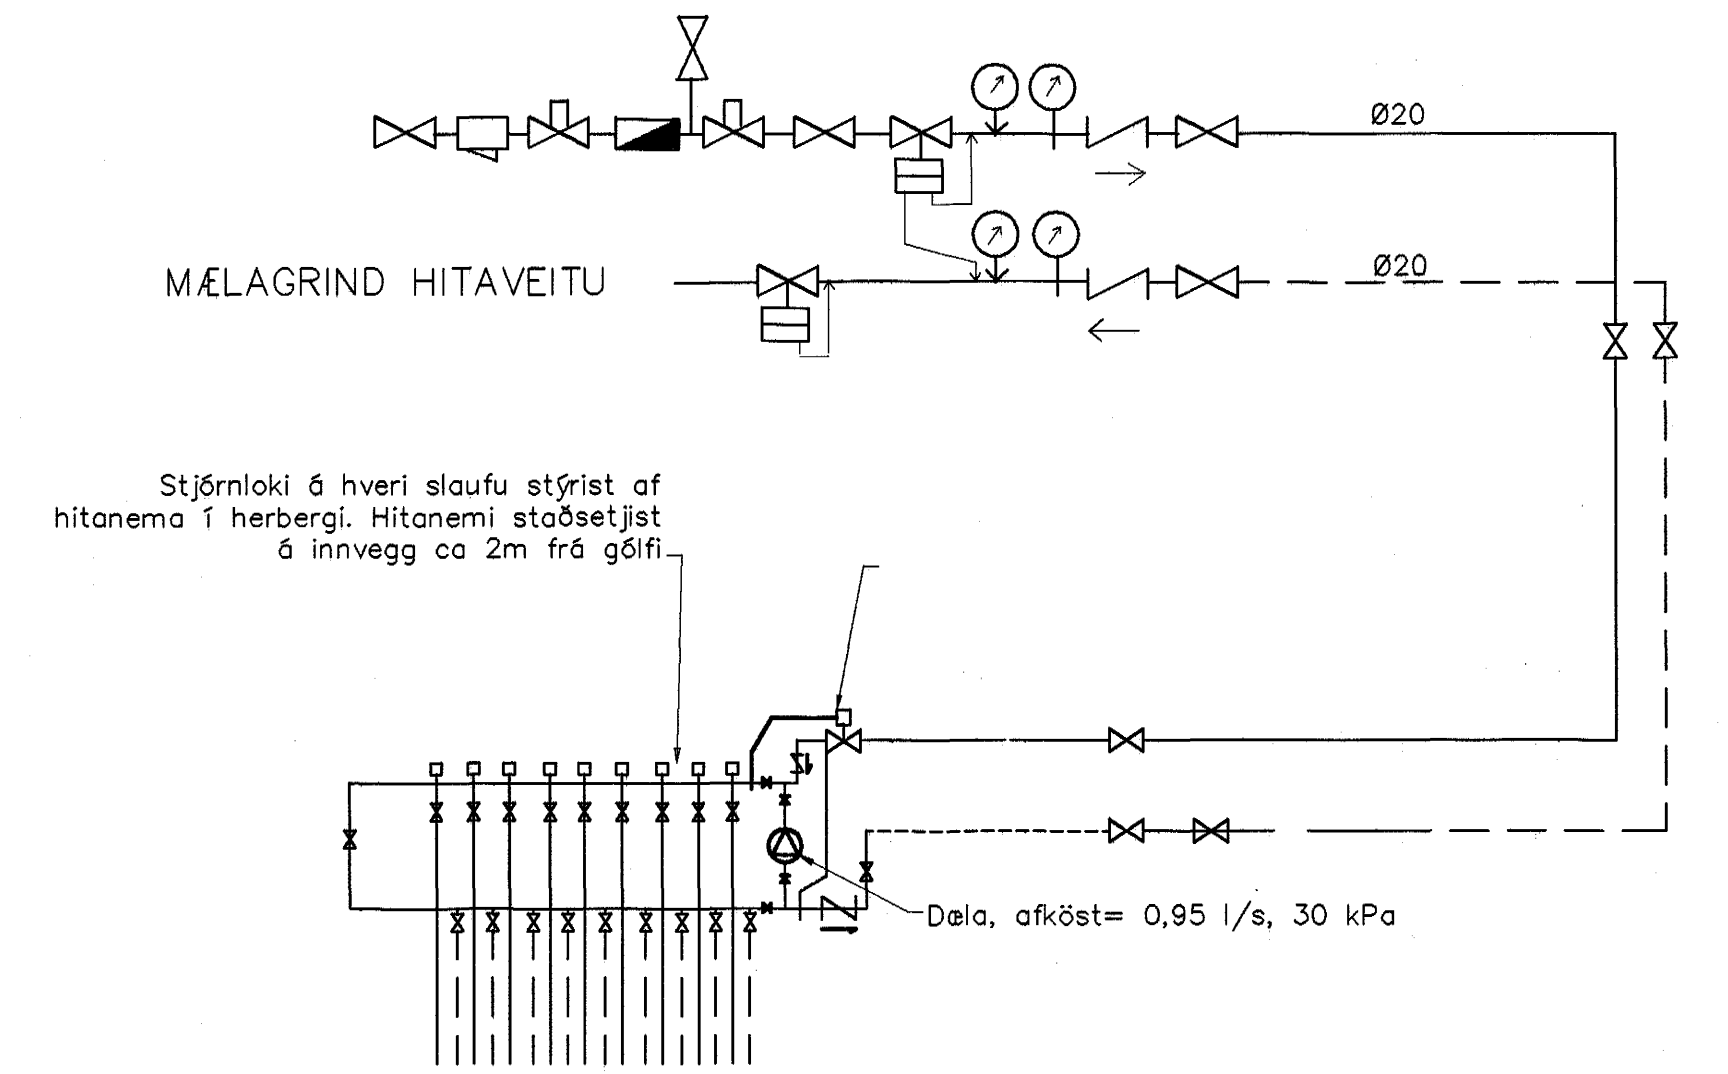 Ø20
MÆLAGRIND HITAVEITU
Ø20
Stjórnloki á hveri slaufu stýrist af
hitanema í herbergi. Hitanemi staðsetjist
á innvegg ca 2m frá gólfi
Dæla, afköst= 0,95 l/s, 30 kPa